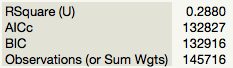 RSquare (U) 0.2880
AICc 132827
BIC 132916
Observations (or Sum Wgts) 145716